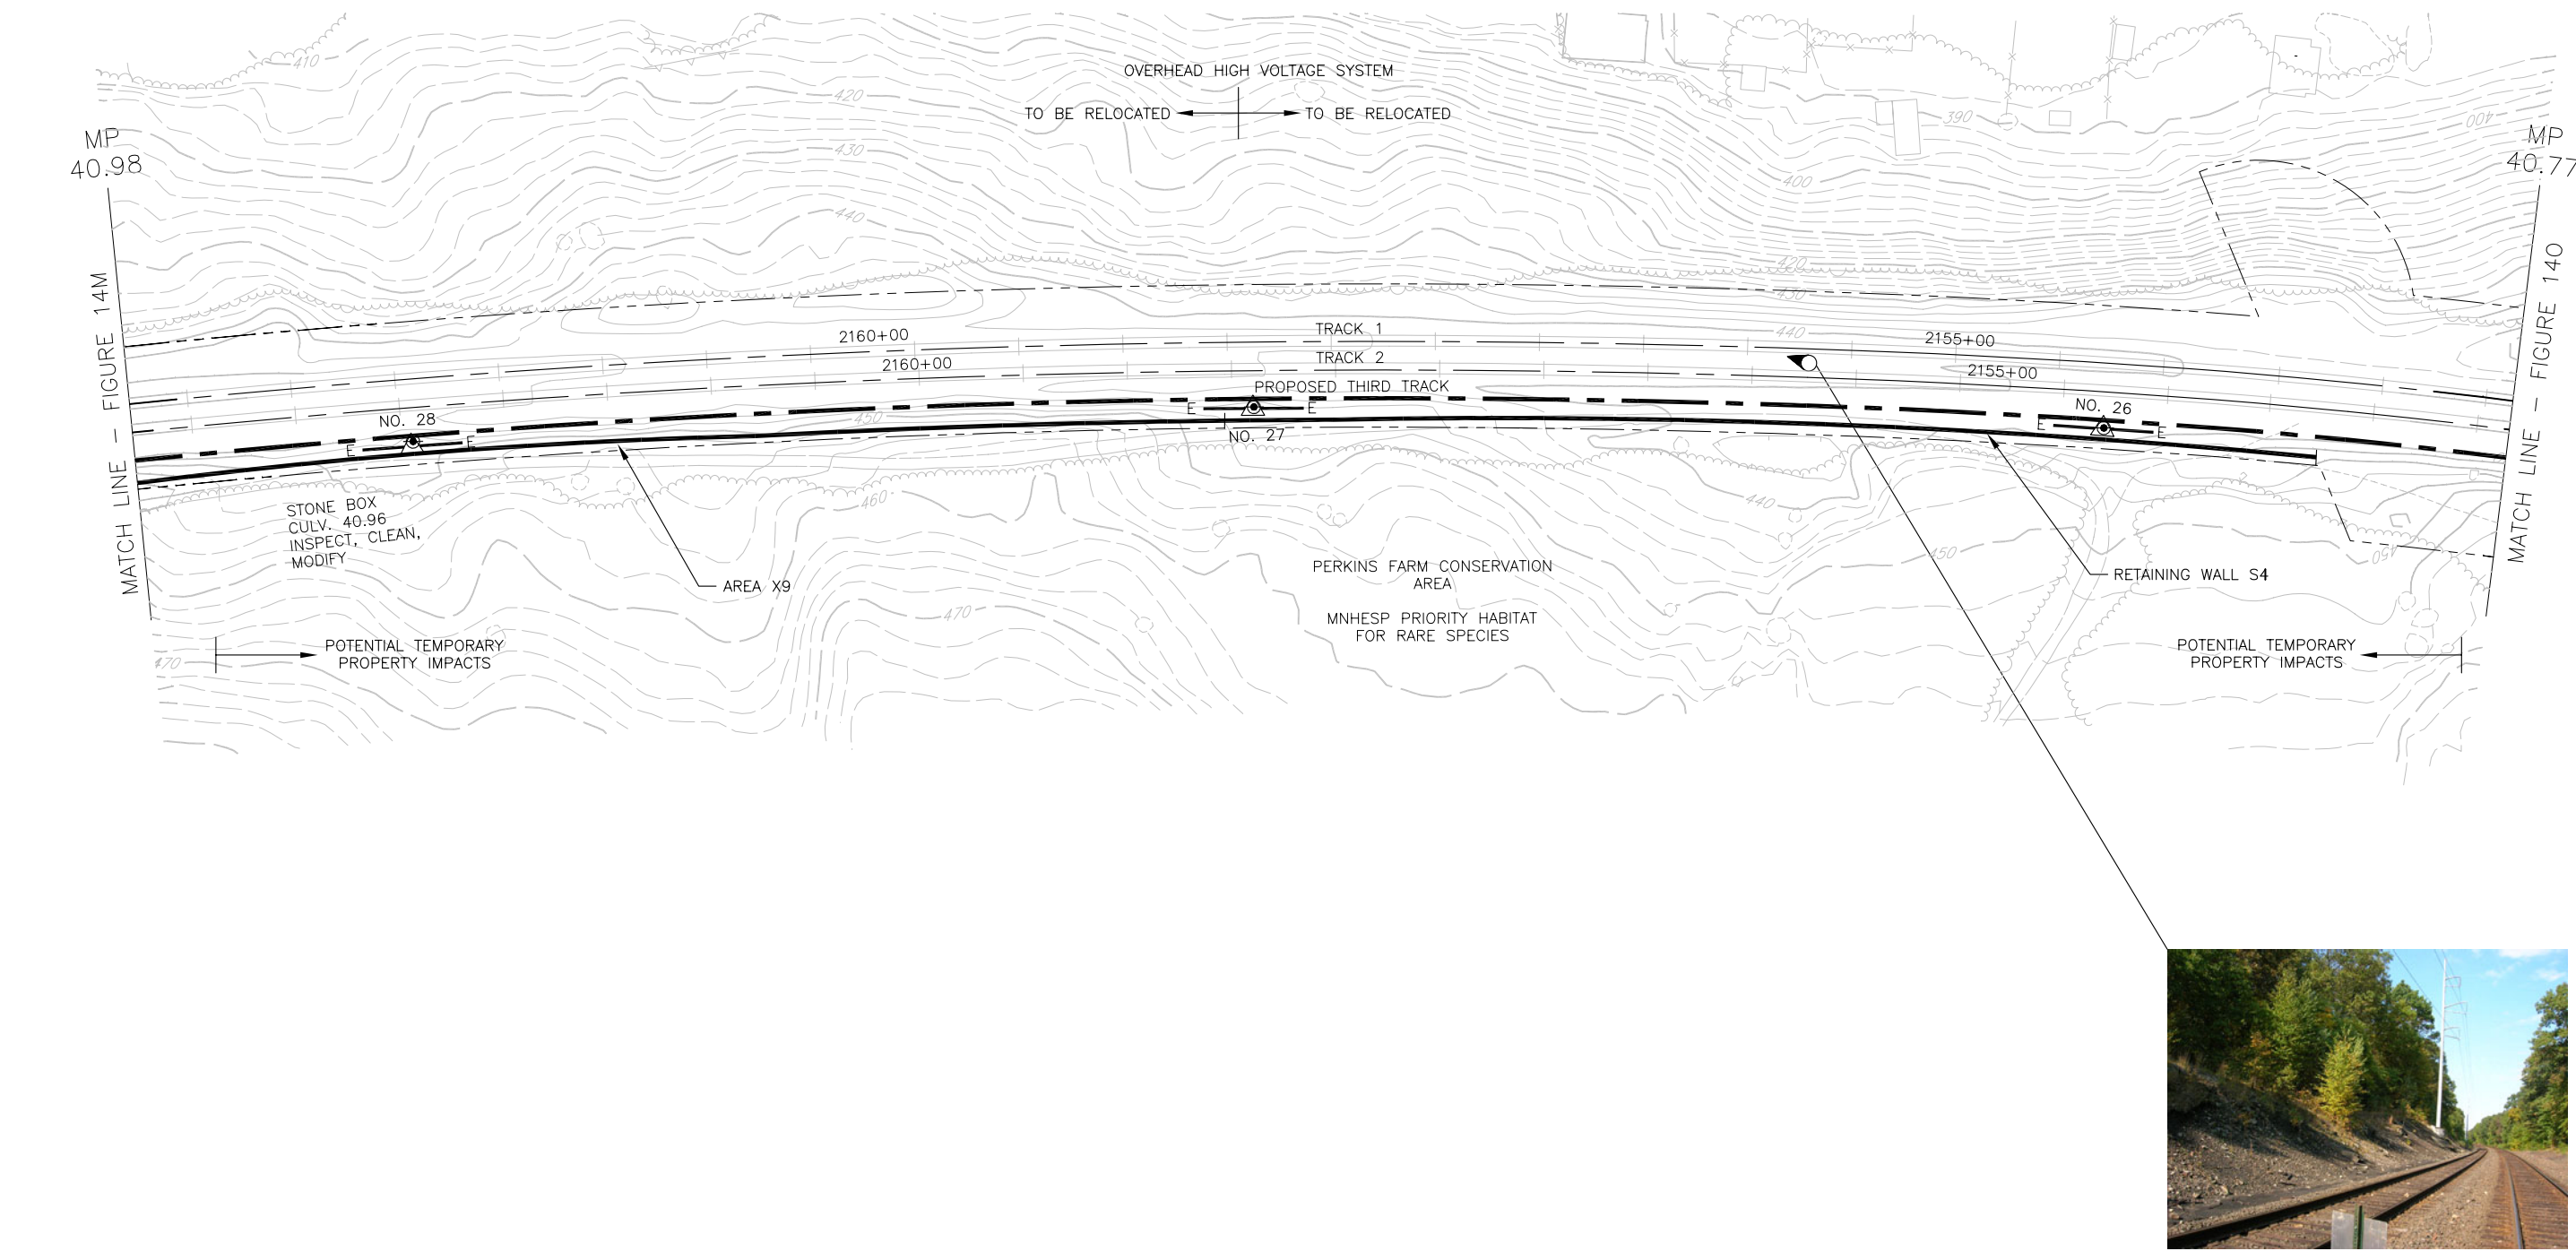 410
OVERHEAD HIGH VOLTAGE SYSTEM
TO BE RELOCATED
TO BE RELOCATED
420
390
400
MP
40.98
MP
40.77
430
400
440
420
430
MATCH LINE – FIGURE 14M
MATCH LINE – FIGURE 14O
2160+00
TRACK 1
440
2155+00
2160+00
TRACK 2
2155+00
PROPOSED THIRD TRACK
NO. 28
E
E
450
E
E
NO. 27
NO. 26
E
E
STONE BOX
CULV. 40.96
INSPECT, CLEAN,
MODIFY
460
440
450
450
AREA X9
PERKINS FARM CONSERVATION
AREA
RETAINING WALL S4
470
MNHESP PRIORITY HABITAT
FOR RARE SPECIES
470
POTENTIAL TEMPORARY
PROPERTY IMPACTS
POTENTIAL TEMPORARY
PROPERTY IMPACTS